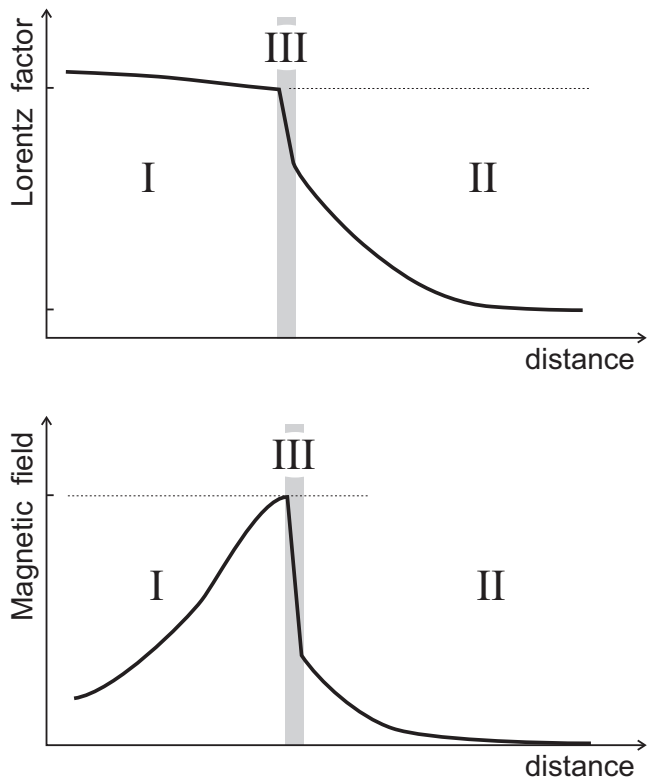 Lorentz factor
III
I
II
distance
Magnetic field
III
I
II
distance